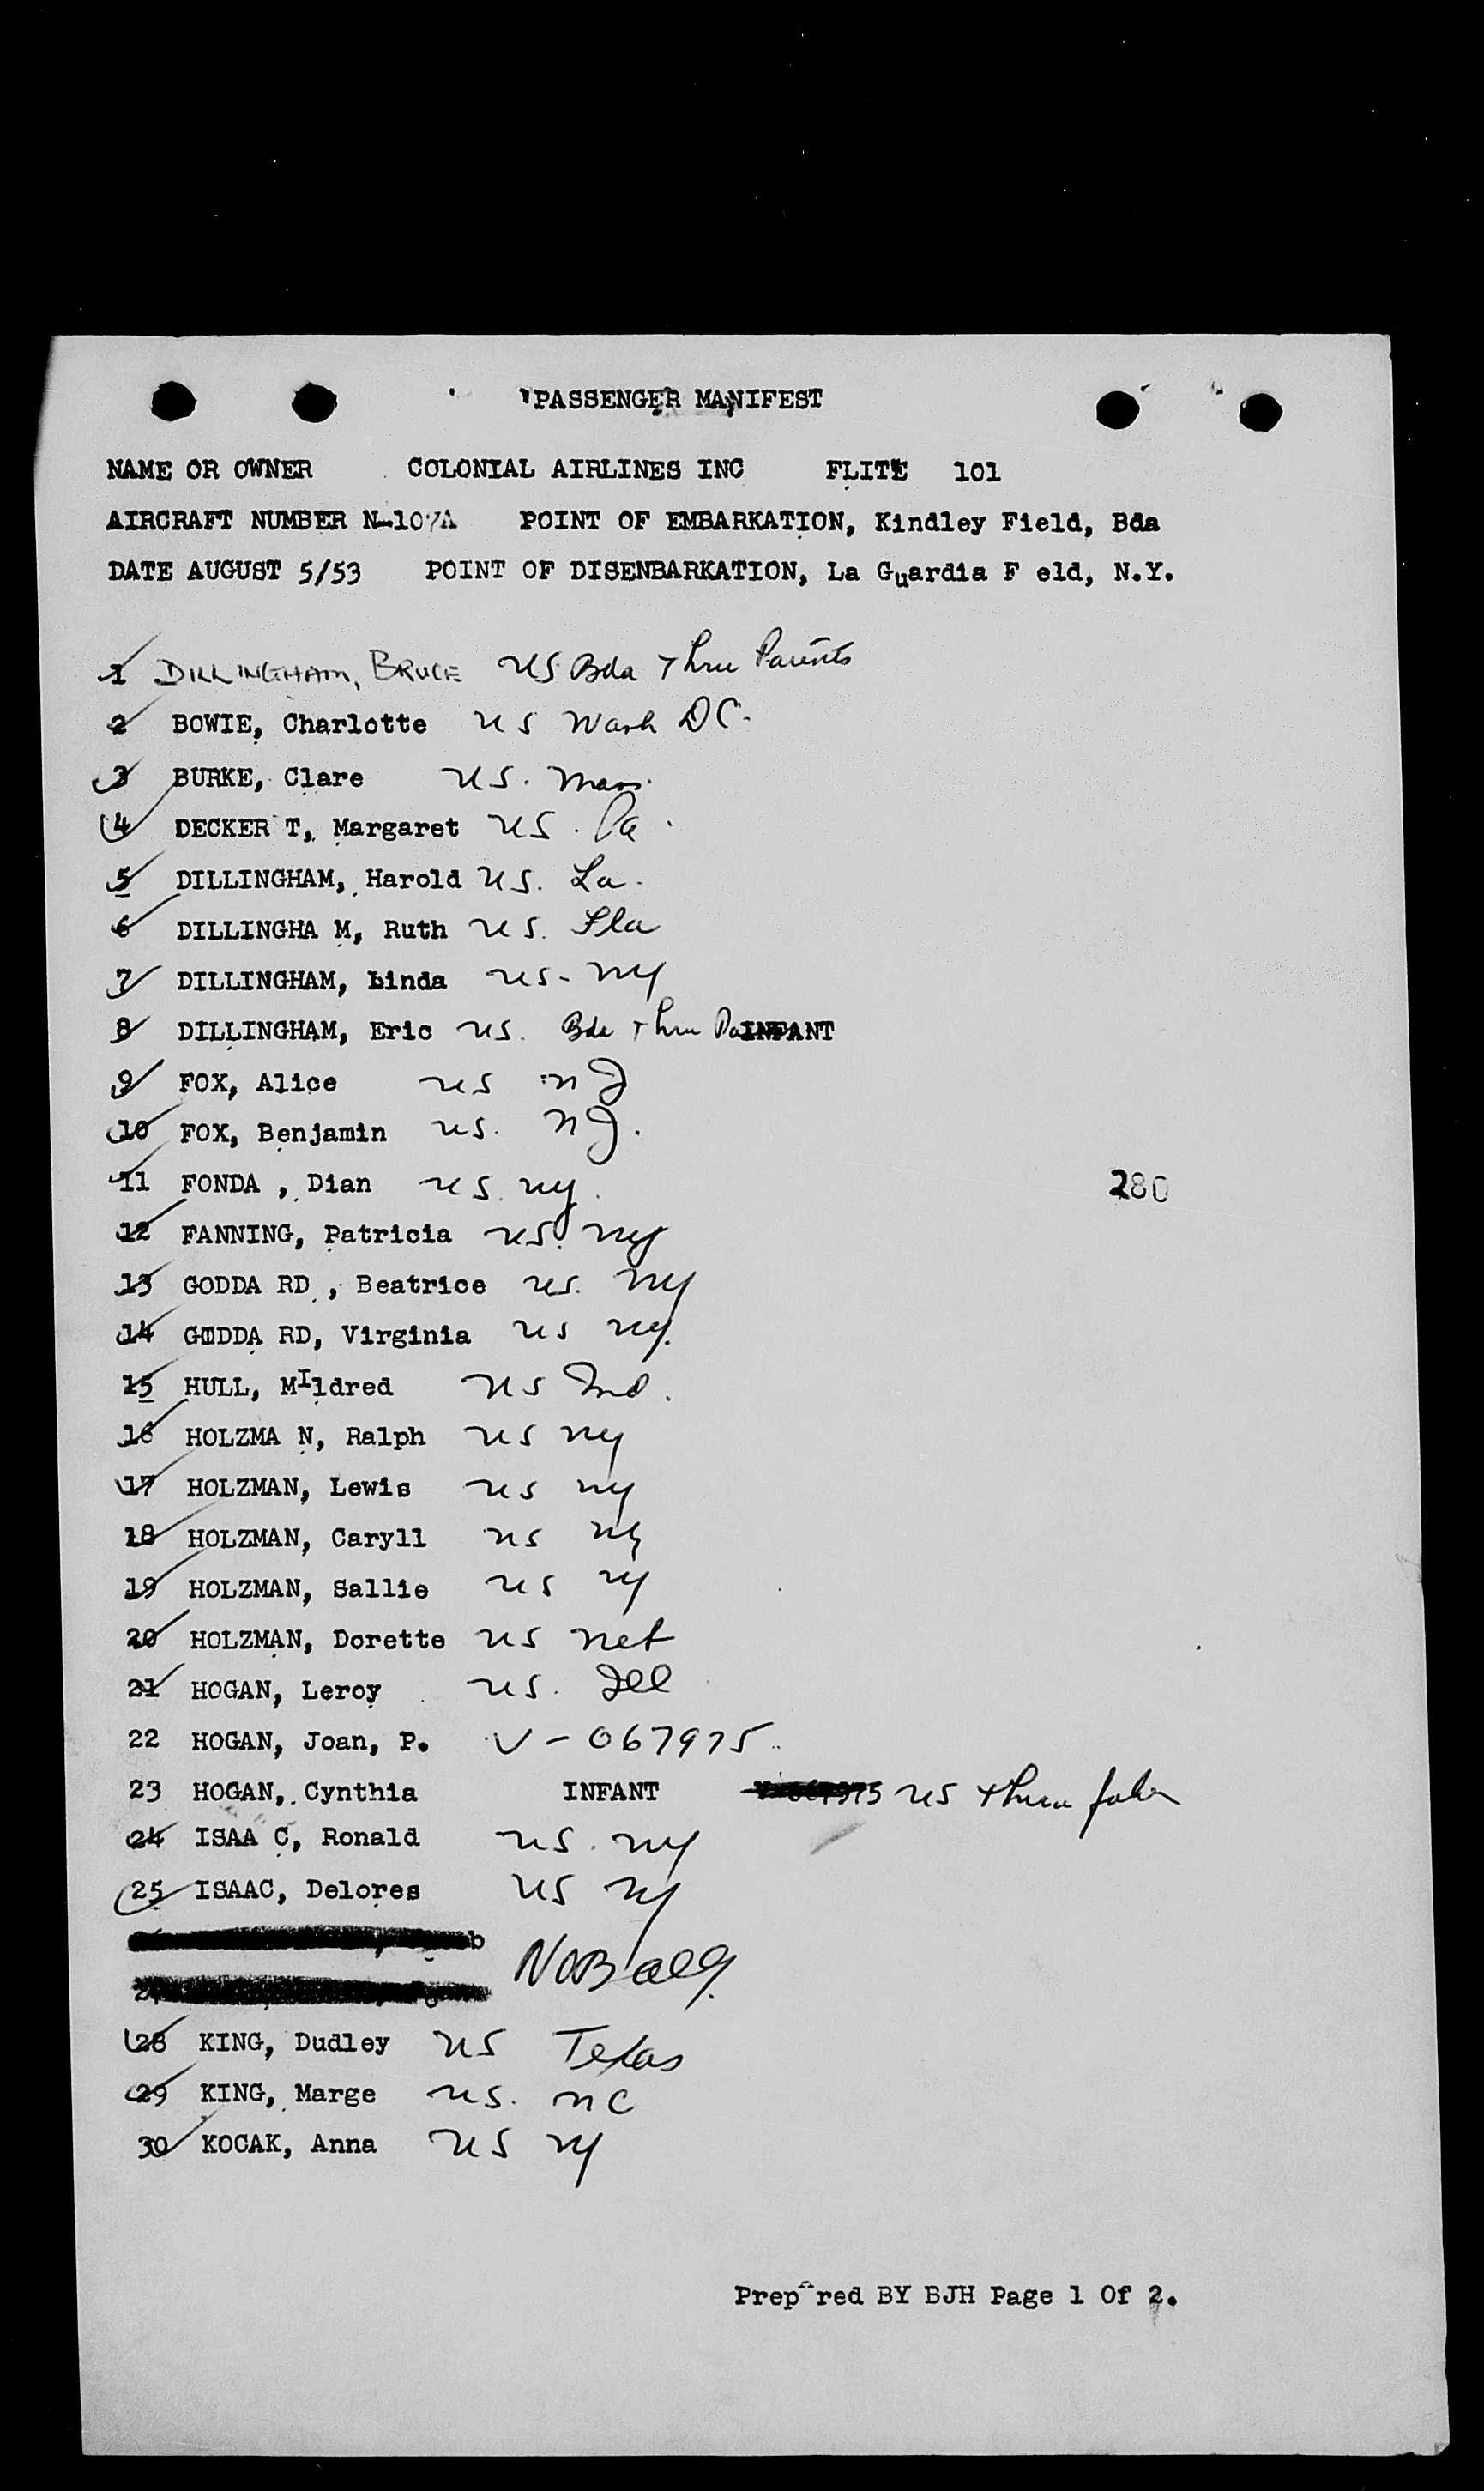 PASSENGER MANIFEST
NAME OR OWNER COLONIAL AIRLINES INC FLITE 101
AIRCRAFT NUMBER N-107A POINT OF EMBARKATION, Kindley Field, Bda
DATE AUGUST 5/53 POINT OF DISENBARKATION, La Guardia F eld, N.Y.
1 DILLINGHAM, BRUCE US Bda Thru Parents
2 BOWIE, Charlotte US Wash DC.
3 BURKE, Clare US. Mass.
4 DECKER T, Margaret US. Pa.
5 DILLINGHAM, Harold US. La.
6 DILLINGHA M, Ruth US. Fla
7 DILLINGHAM, Linda US- NY
8 DILLINGHAM, Eric US. Bda Thru Pa INFANT
9 FOX, Alice US NJ
10 FOX, Benjamin US. NJ.
11 FONDA , Dian US. NY.
280
12 FANNING, Patricia US. NY
13 GODDA RD , Beatrice US. NY
14 GODDA RD, Virginia US NY.
15 HULL, MIldred US Ind.
16 HOLZMA N, Ralph US NY
17 HOLZMAN, Lewis US NY
18 HOLZMAN, Caryll US NY
19 HOLZMAN, Sallie US NY
20 HOLZMAN, Dorette US net
21 HOGAN, Leroy US. Ill
22 HOGAN, Joan, P. V-067975
23 HOGAN, Cynthia INFANT US thru
24 ISAA C, Ronald US. NY
25 ISAAC, Delores US NY
28 KING, Dudley US Texas
29 KING, Marge US. NC
30 KOCAK, Anna US NY
Prep red BY BJH Page 1 Of 2.